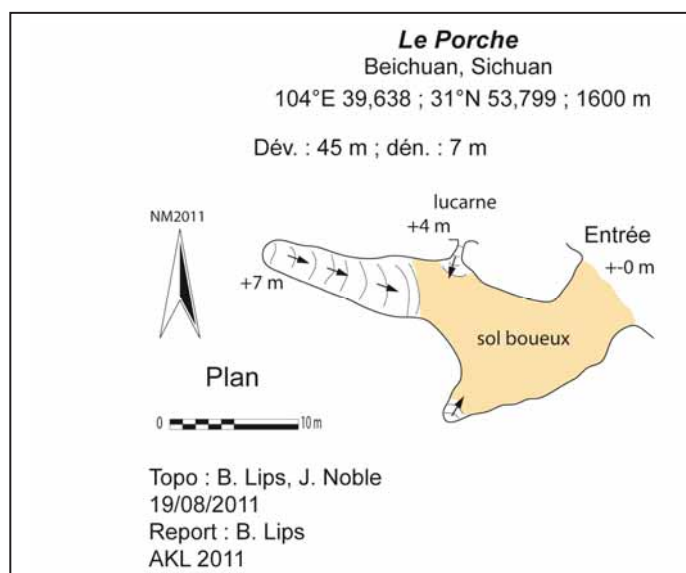 Le Porche
Beichuan, Sichuan
104°E 39,638 ; 31°N 53,799 ; 1600 m
Dév. : 45 m ; dén. : 7 m
NM2011
lucarne
+4 m
Entrée
+-0 m
+7 m
sol boueux
Plan
0 10 m
Topo : B. Lips, J. Noble
19/08/2011
Report : B. Lips
AKL 2011